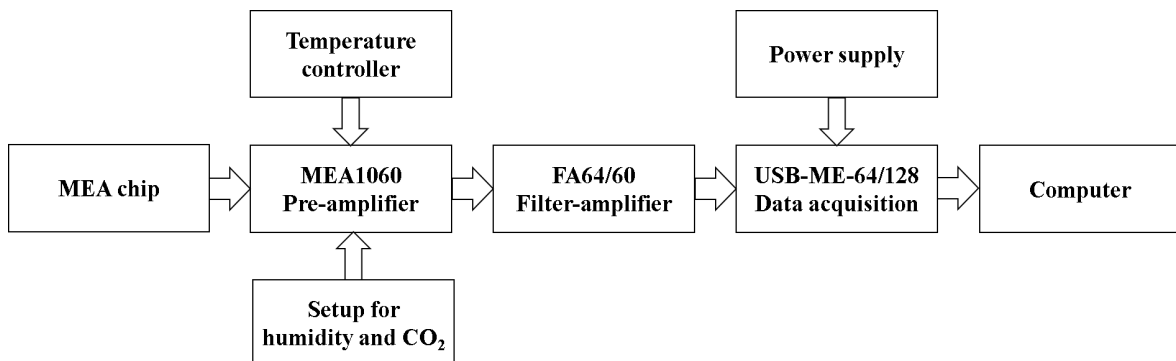 Temperature
controller
Power supply
MEA chip
MEA1060
Pre-amplifier
FA64/60
Filter-amplifier
USB-ME-64/128
Data acquisition
Computer
Setup for
humidity and CO₂